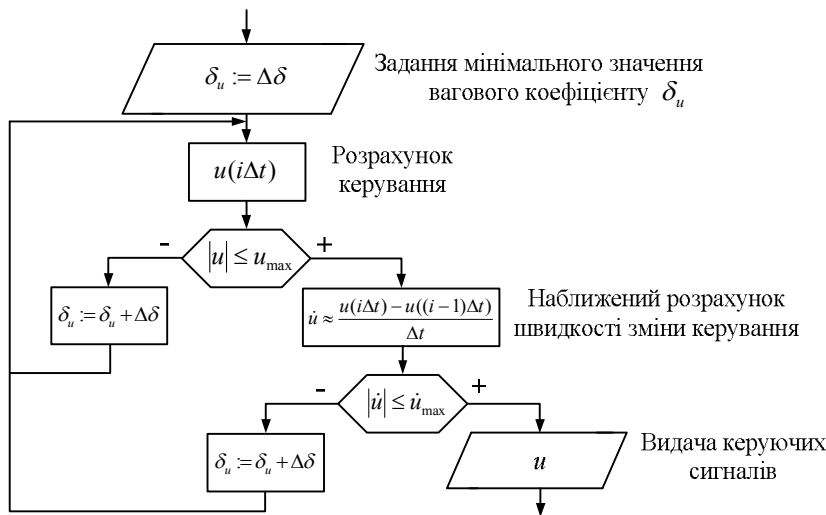 δ_u := Δδ
Задання мінімального значення
вагового коефіцієнту δ_u
u(iΔt)
Розрахунок
керування
|u| ≤ u_max
-
+
δ_u := δ_u + Δδ
u̇ ≈ (u(iΔt) − u((i−1)Δt)) / Δt
Наближений розрахунок
швидкості зміни керування
|u̇| ≤ u̇_max
-
+
δ_u := δ_u + Δδ
u
Видача керуючих
сигналів